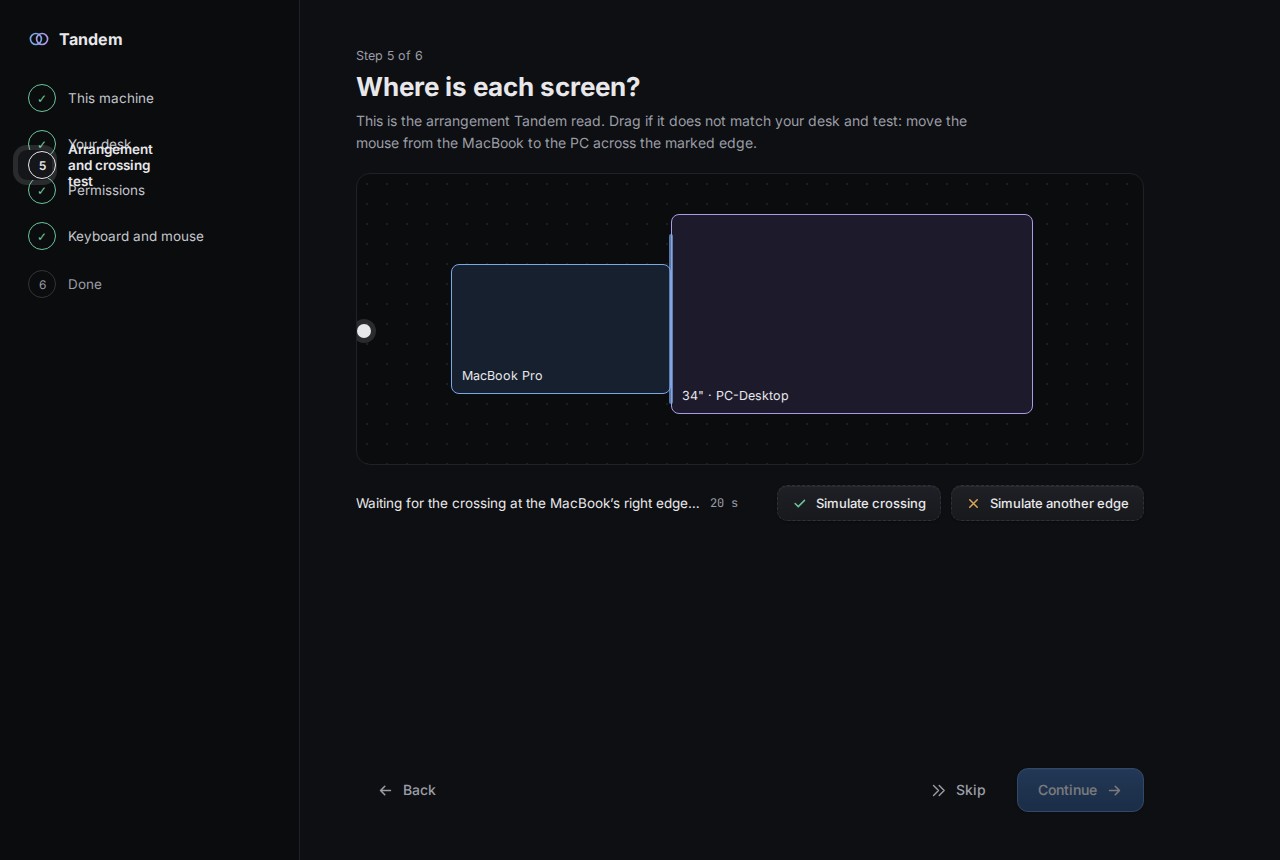 Tandem
✓ This machine
✓ Your desk
5 Arrangement
and crossing
test
✓ Permissions
✓ Keyboard and mouse
6 Done
Step 5 of 6
Where is each screen?
This is the arrangement Tandem read. Drag if it does not match your desk and test: move the
mouse from the MacBook to the PC across the marked edge.
MacBook Pro
34" · PC-Desktop
Waiting for the crossing at the MacBook's right edge... 20 s
Simulate crossing
Simulate another edge
Back
Skip
Continue